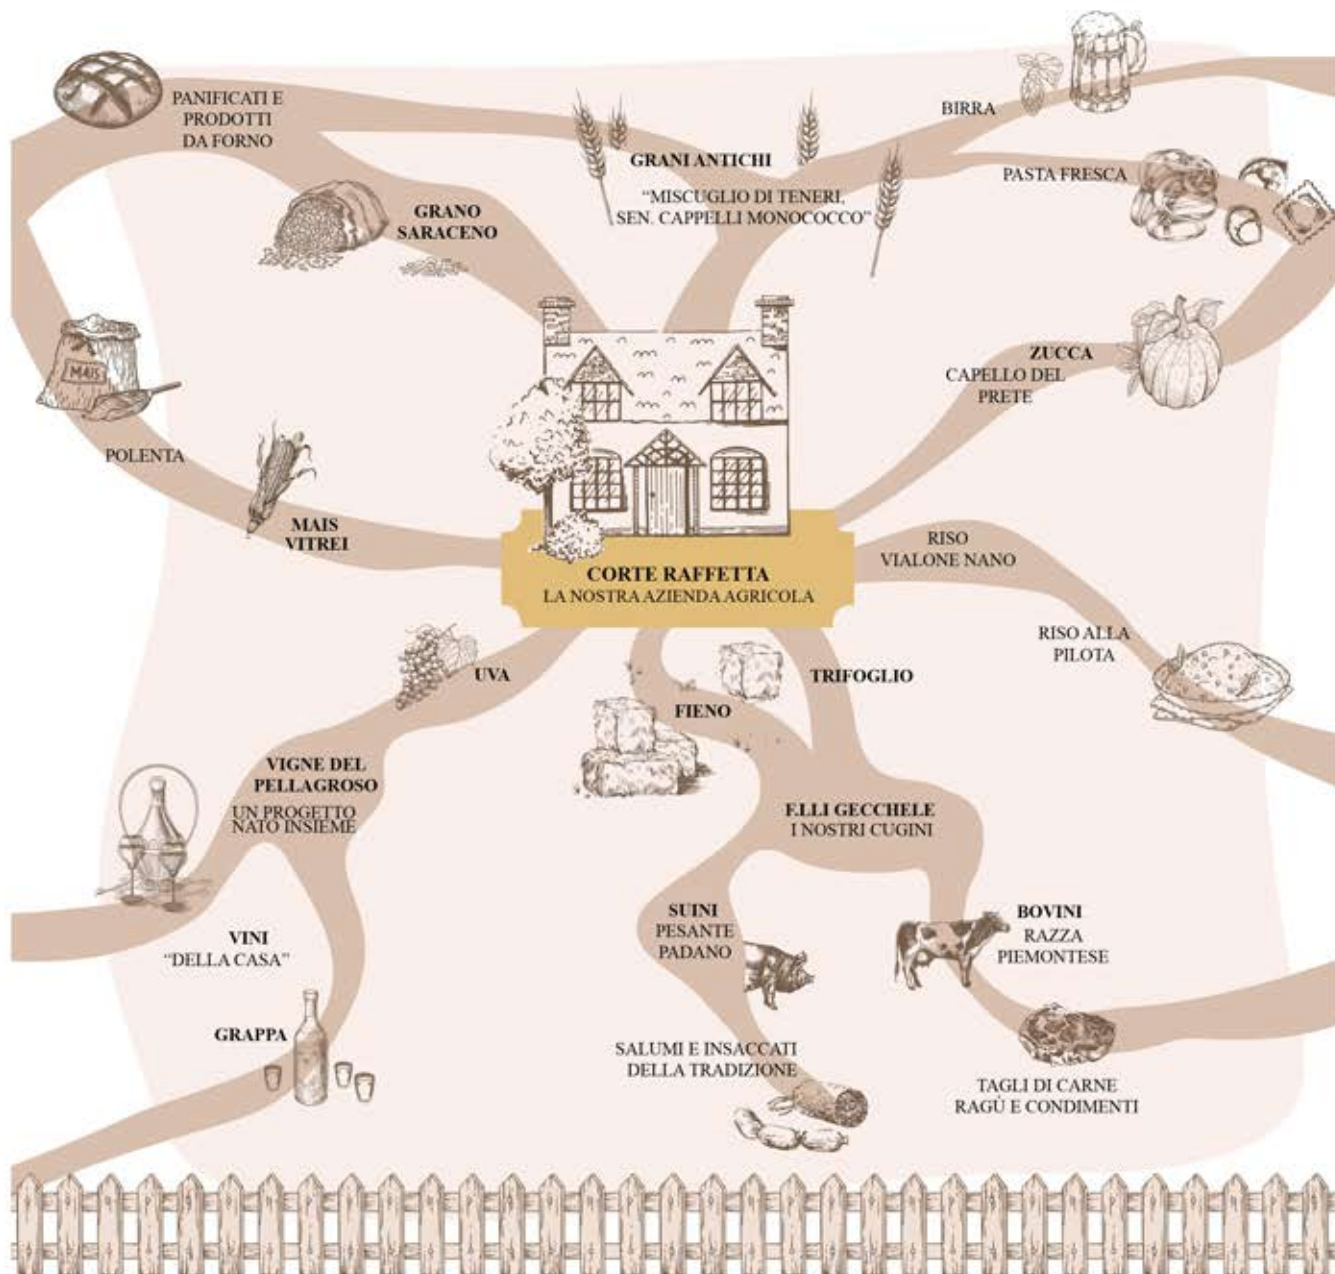 PANIFICATI E
PRODOTTI
DA FORNO
GRANI ANTICHI
“MISCUGLIO DI TENERI,
SEN. CAPPELLI MONOCOCCO”
BIRRA
PASTA FRESCA
GRANO
SARACENO
MAIS
ZUCCA
CAPELLO DEL
PRETE
POLENTA
MAIS
VITREI
RISO
VIALONE NANO
CORTE RAFFETTA
LA NOSTRA AZIENDA AGRICOLA
RISO ALLA
PILOTA
UVA
TRIFOGLIO
FIENO
VIGNE DEL
PELLAGROSO
UN PROGETTO
NATO INSIEME
F.LLI GECCHELE
I NOSTRI CUGINI
SUINI
PESANTE
PADANO
BOVINI
RAZZA
PIEMONTESE
VINI
“DELLA CASA”
GRAPPA
SALUMI E INSACCATI
DELLA TRADIZIONE
TAGLI DI CARNE
RAGÙ E CONDIMENTI